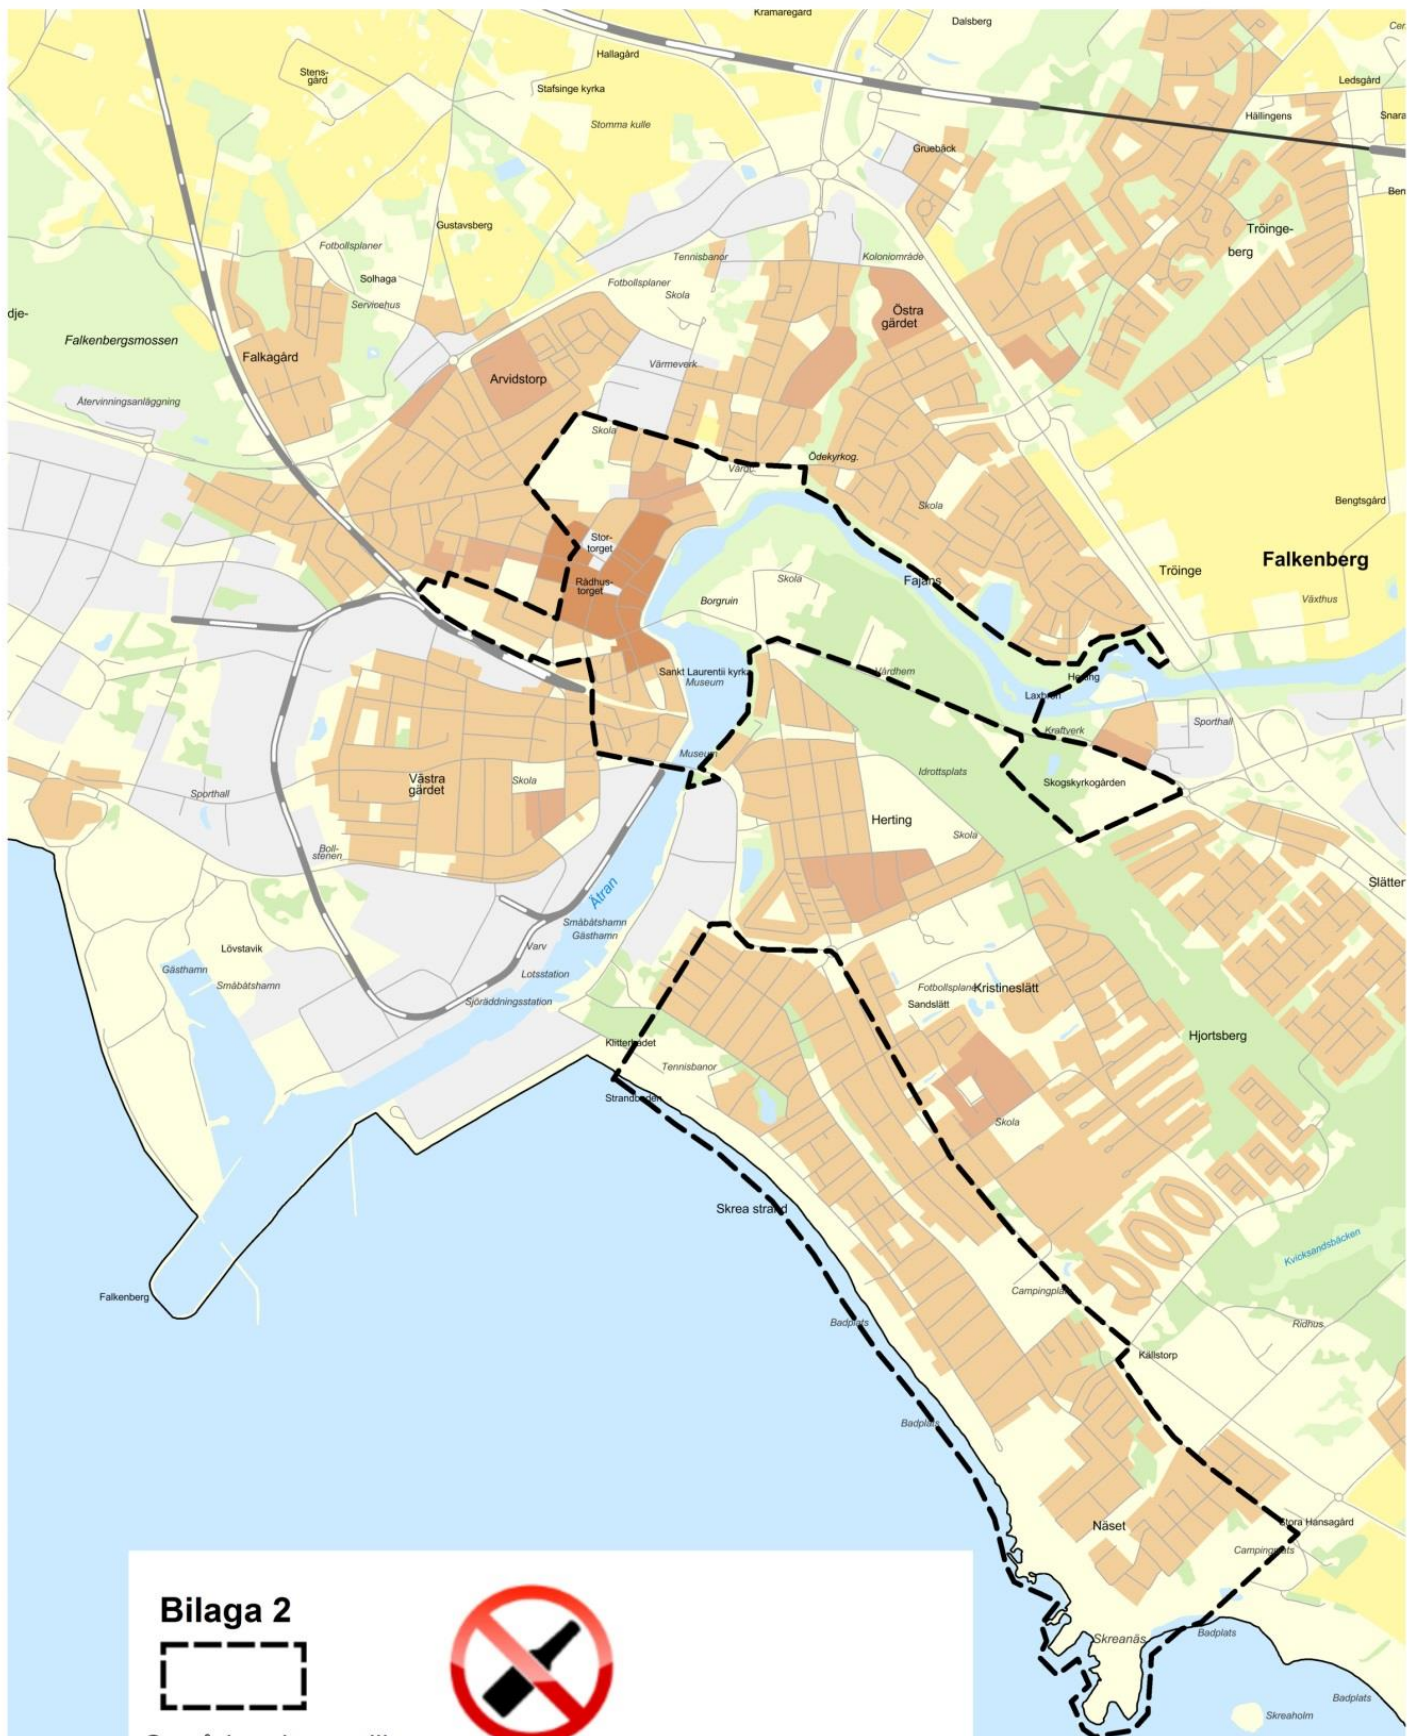 Kramaregård
Dalsberg
Hallagård
Stens-
gård
Stafsinge kyrka
Ledsgård
Stomma kulle
Hällingens
Gruebäck
Gustavsberg
Tröinge-
berg
Fotbollsplaner
Tennisbanor
Koloniområde
Solhaga
Fotbollsplaner
Skola
Servicehus
Östra
gärdet
Falkenbergsmossen
Falkagård
Värmeverk
Arvidstorp
Återvinningsanläggning
Skola
Ödekyrkog.
Bengtsgård
Skola
Stor-
torget
Falkenberg
Tröinge
Fajans
Skola
Rådhus-
torget
Borgruin
Växthus
Sankt Laurentii kyrka
Museum
Vårdhem
Herting
Laxbron
Sporthall
Kraftverk
Museum
Västra
gärdet
Skola
Idrottsplats
Skogskyrkogården
Sporthall
Herting
Skola
Boll-
stenen
Ätran
Småbåtshamn
Gästhamn
Lövstavik
Varv
Gästhamn
Småbåtshamn
Lotsstation
Sjöräddningsstation
Fotbollsplaner
Kristineslätt
Sandslätt
Hjortsberg
Klitterbadet
Tennisbanor
Strandbaden
Skola
Skrea strand
Kvicksandsbäcken
Falkenberg
Campingplats
Badplats
Ridhus
Källstorp
Badplats
Näset
Stora Hansagård
Campingplats
Bilaga 2
Skreanäs
Badplats
Badplats
Skreaholm